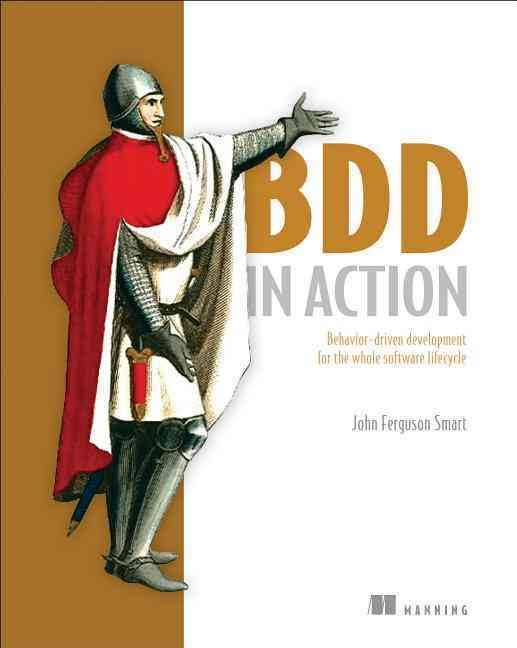 BDD
IN ACTION
Behavior-driven development
for the whole software lifecycle
John Ferguson Smart
MANNING